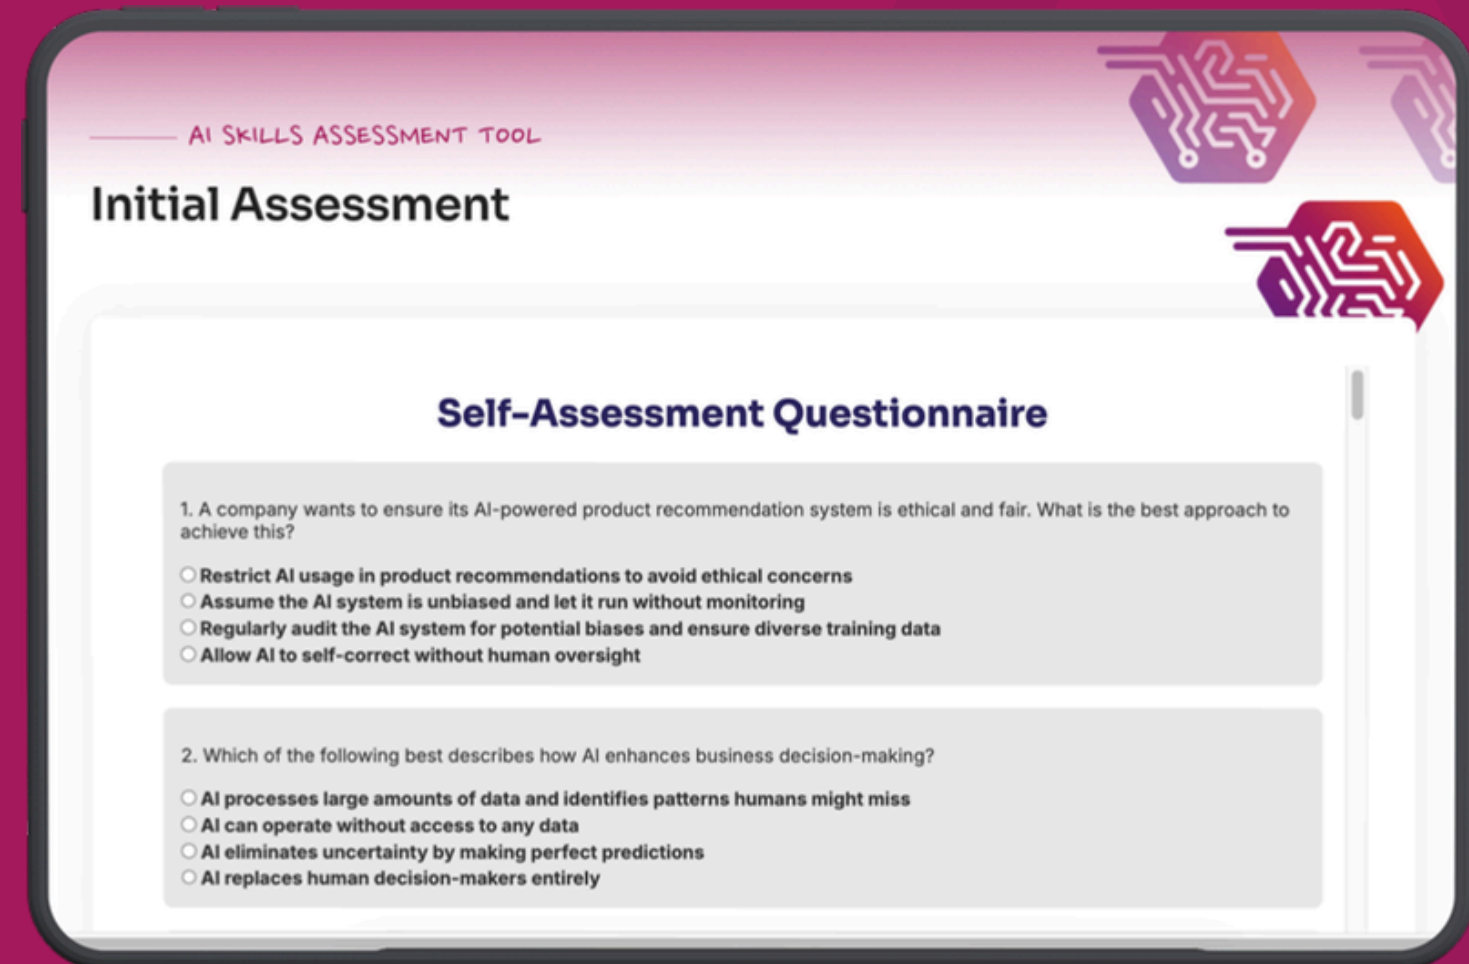 AI SKILLS ASSESSMENT TOOL
Initial Assessment
Self-Assessment Questionnaire
1. A company wants to ensure its AI-powered product recommendation system is ethical and fair. What is the best approach to
achieve this?
Restrict AI usage in product recommendations to avoid ethical concerns
Assume the AI system is unbiased and let it run without monitoring
Regularly audit the AI system for potential biases and ensure diverse training data
Allow AI to self-correct without human oversight
2. Which of the following best describes how AI enhances business decision-making?
AI processes large amounts of data and identifies patterns humans might miss
AI can operate without access to any data
AI eliminates uncertainty by making perfect predictions
AI replaces human decision-makers entirely